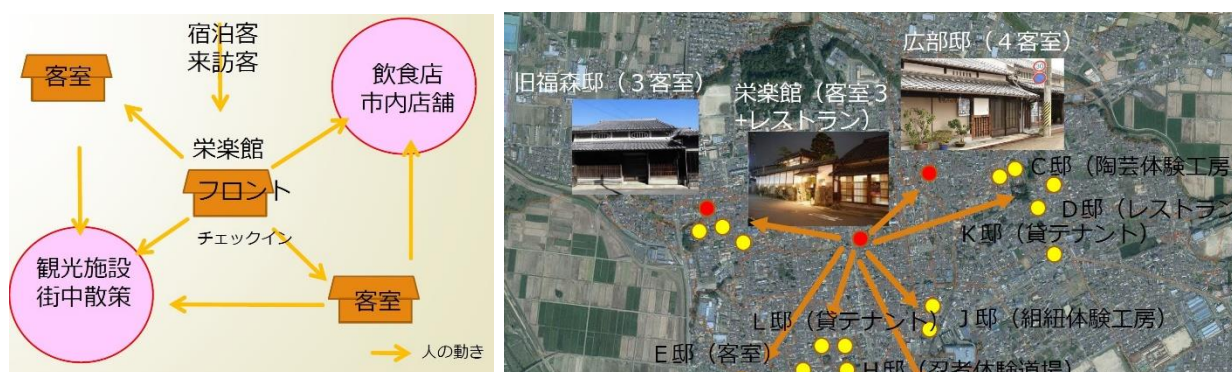 宿泊客
来訪客
客室
飲食店
市内店舗
栄楽館
フロント
チェックイン
観光施設
街中散策
客室
人の動き
広部邸（４客室）
旧福森邸（３客室）
栄楽館（客室３
+レストラン）
Ｃ邸（陶芸体験工房
Ｄ邸（レストラン
Ｋ邸（貸テナント）
Ｌ邸（貸テナント）
Ｊ邸（組紐体験工房）
Ｅ邸（客室）
Ｈ邸（忍者体験道場）